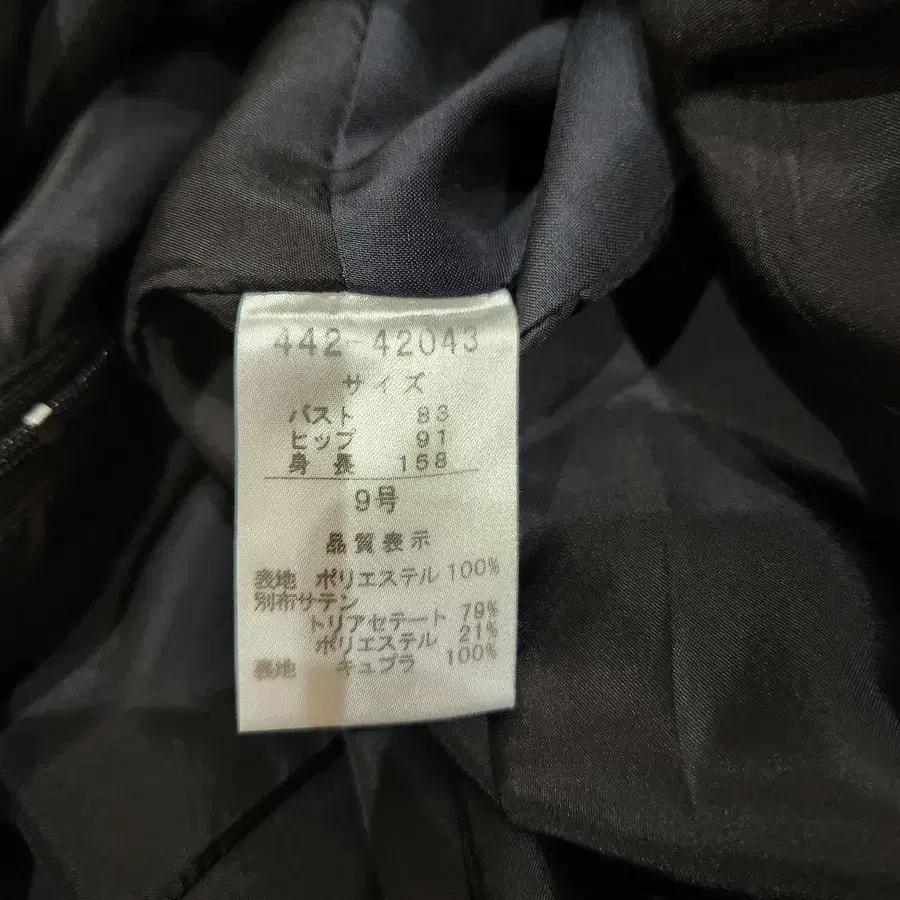 442-42043
サイズ
バスト 83
ヒップ 91
身長 158
9号
品質表示
表地 ポリエステル 100%
別布サテン
トリアセテート 79%
ポリエステル 21%
裏地 キュプラ 100%